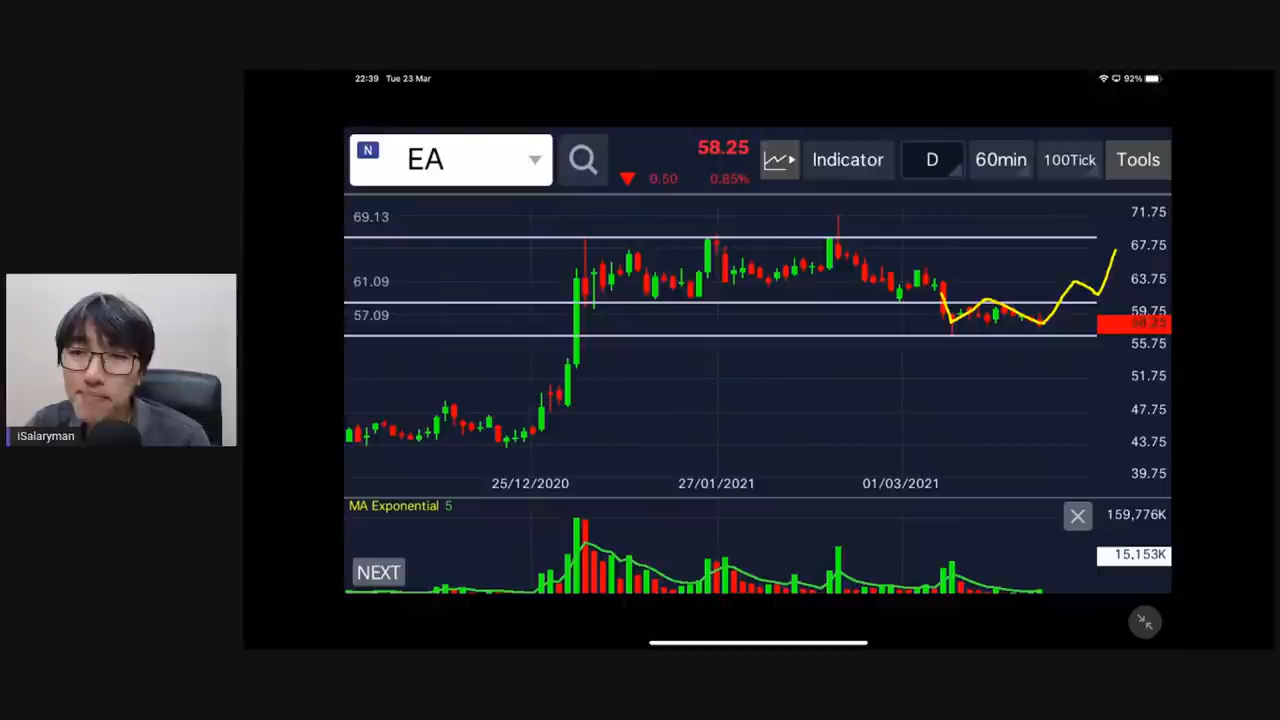 22:39 Tue 23 Mar
92%
N
EA
58.25
0.50 0.85%
Indicator
D
60min
100Tick
Tools
69.13
61.09
57.09
71.75
67.75
63.75
59.75
58.25
55.75
51.75
47.75
43.75
39.75
25/12/2020
27/01/2021
01/03/2021
MA Exponential 5
159,776K
15,153K
NEXT
iSalaryman